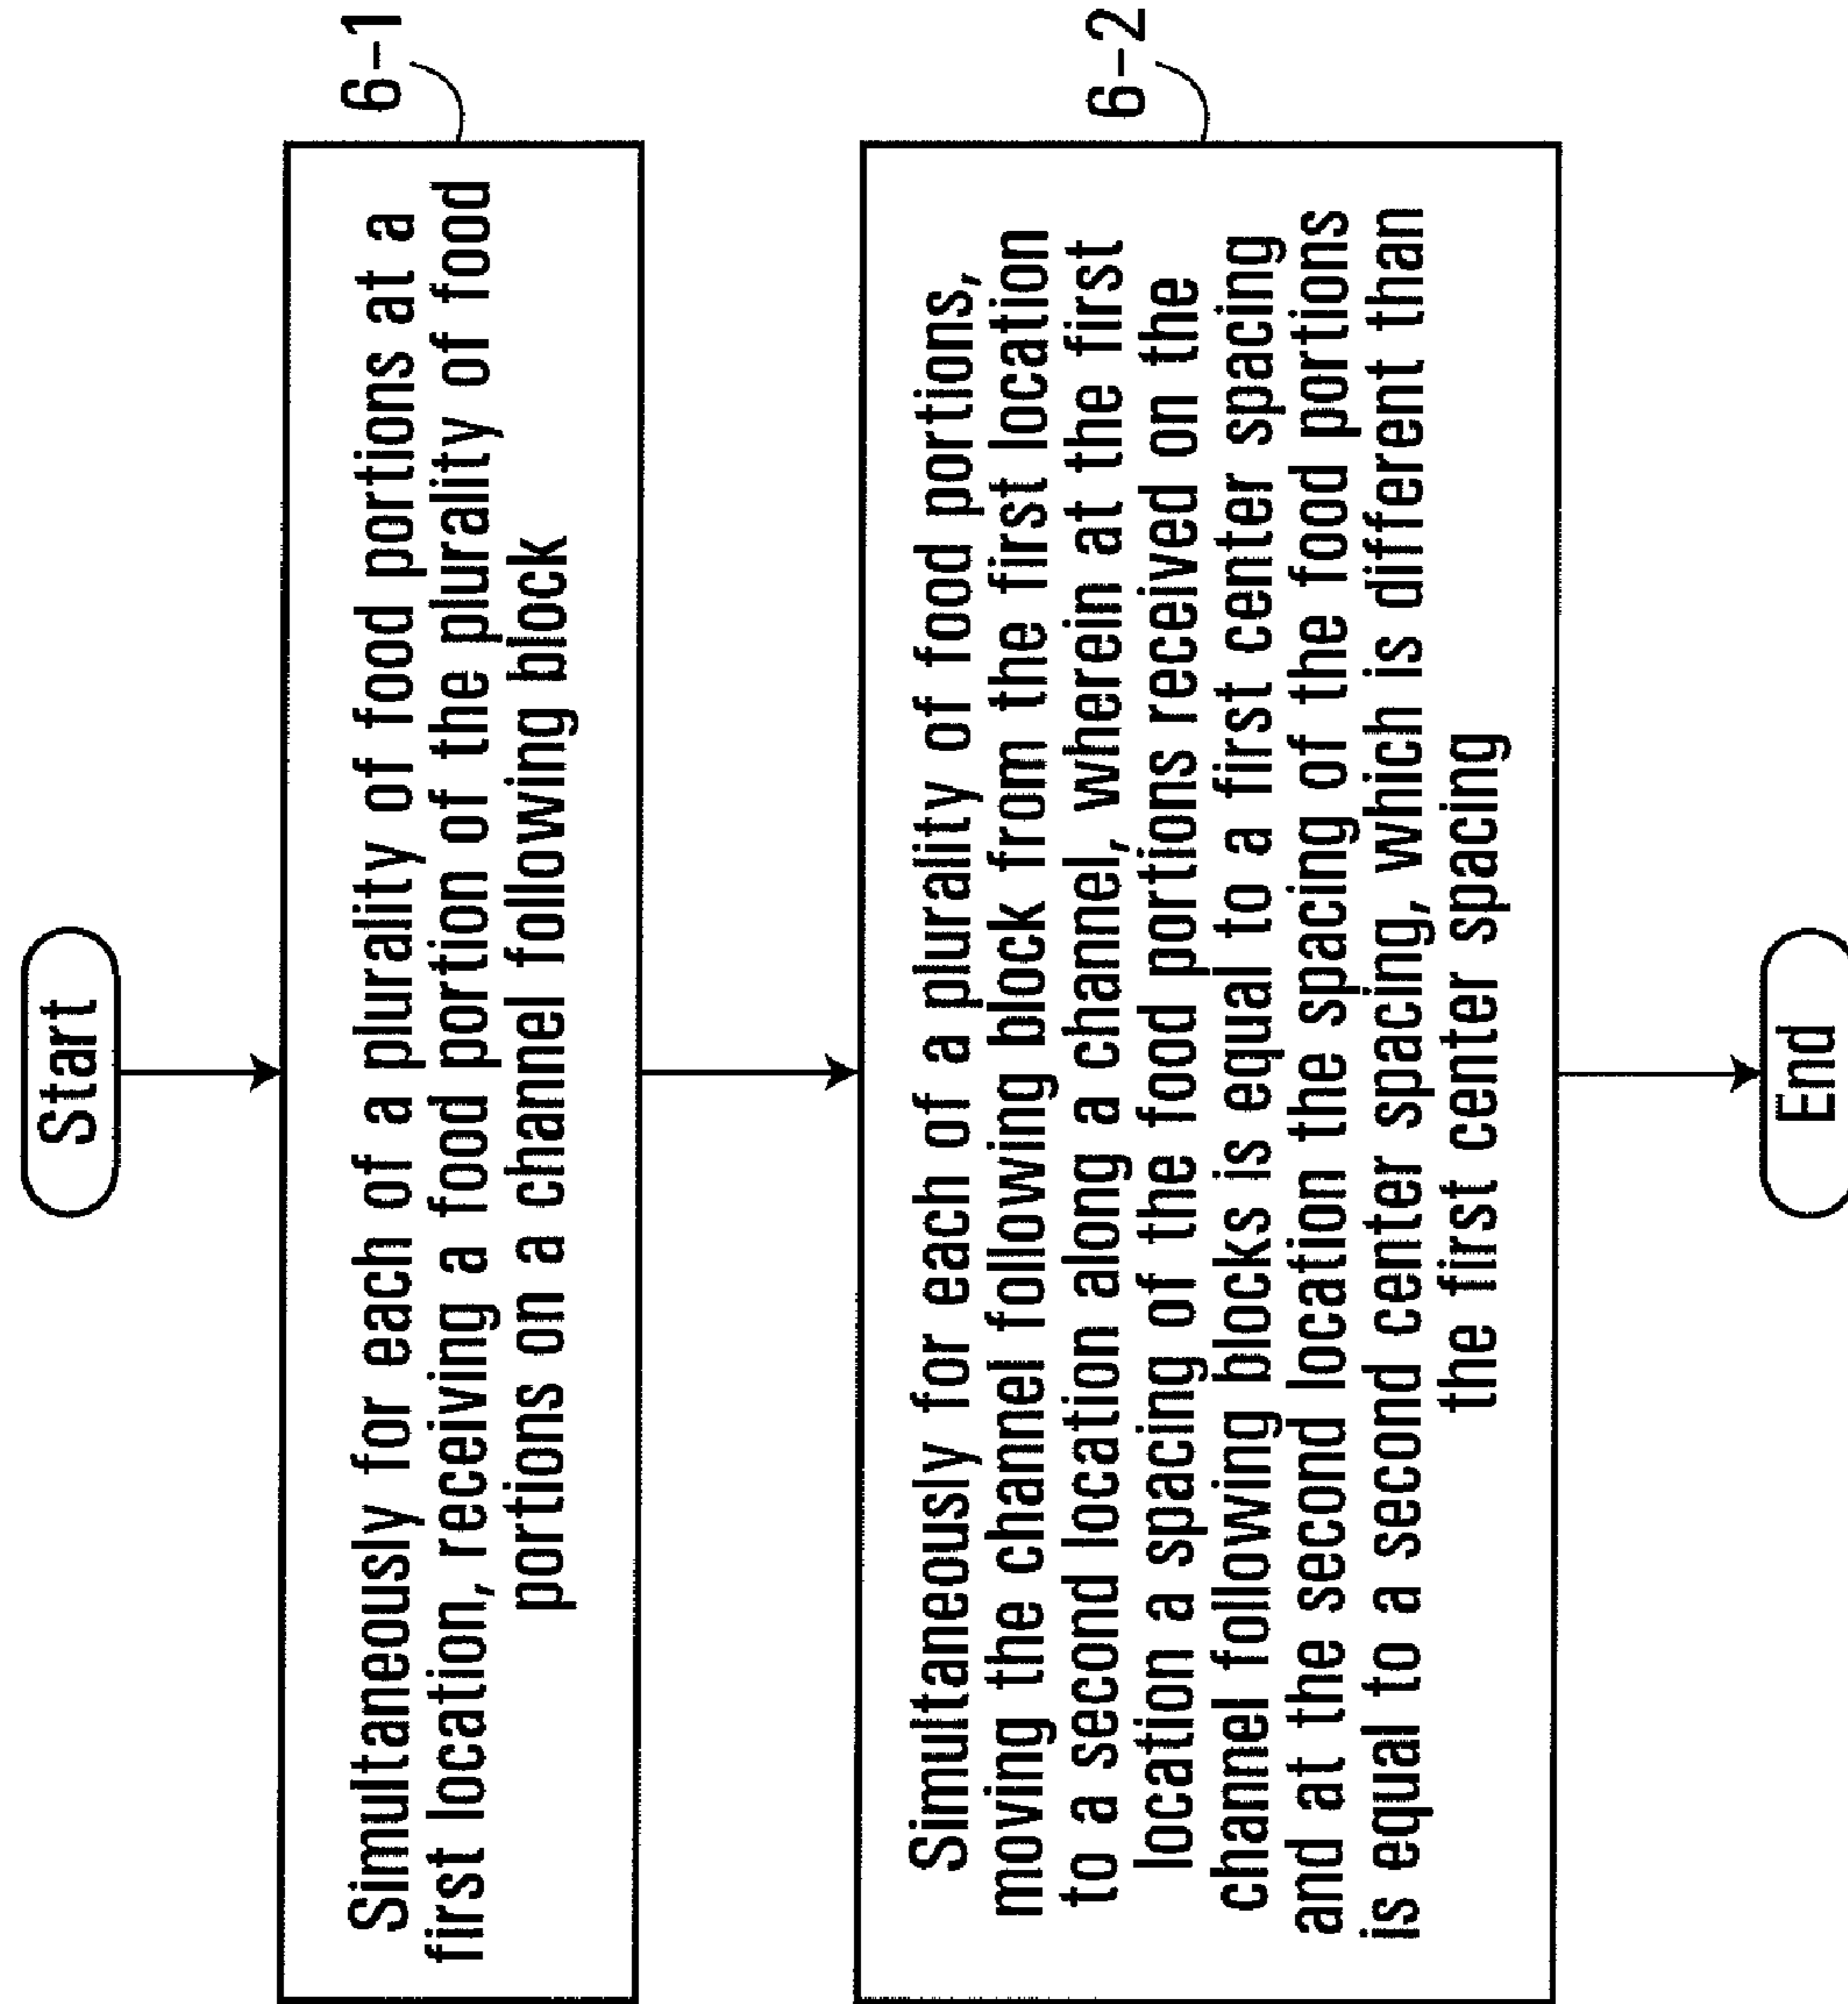 Start
6-1
Simultaneously for each of a plurality of food portions at a
first location, receiving a food portion of the plurality of food
portions on a channel following block
6-2
Simultaneously for each of a plurality of food portions,
moving the channel following block from the first location
to a second location along a channel, wherein at the first
location a spacing of the food portions received on the
channel following blocks is equal to a first center spacing
and at the second location the spacing of the food portions
is equal to a second center spacing, which is different than
the first center spacing
End